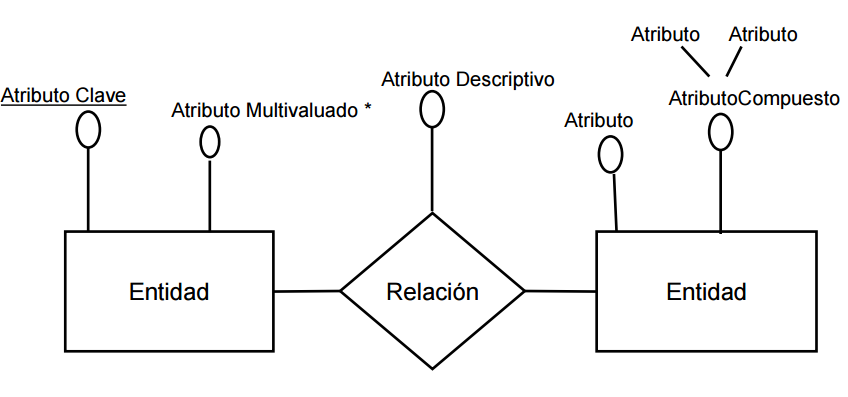 Atributo Atributo
Atributo Clave
Atributo Multivaluado *
Atributo Descriptivo
Atributo
AtributoCompuesto
Entidad
Relación
Entidad